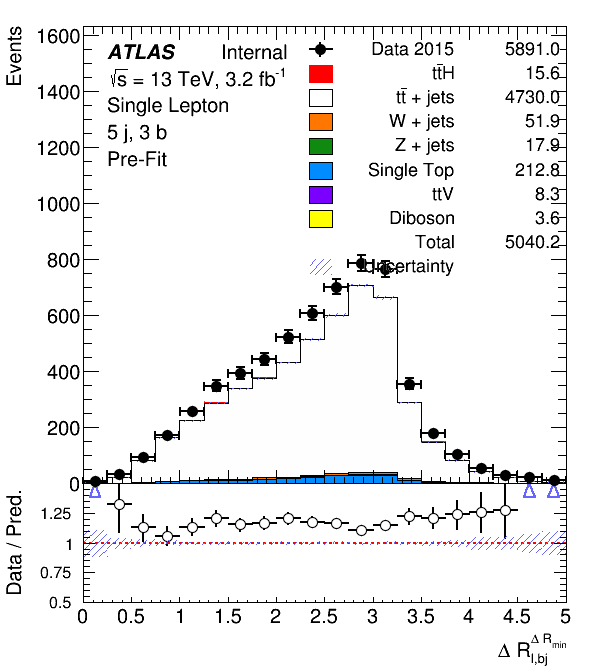 Events
1600
1400
1200
1000
800
600
400
200
0
ATLAS Internal
√s = 13 TeV, 3.2 fb-1
Single Lepton
5 j, 3 b
Pre-Fit
Data 2015 5891.0
tt̄H 15.6
tt̄ + jets 4730.0
W + jets 51.9
Z + jets 17.9
Single Top 212.8
ttV 8.3
Diboson 3.6
Total 5040.2
Uncertainty
Data / Pred.
1.25
1
0.75
0.5
0 0.5 1 1.5 2 2.5 3 3.5 4 4.5 5
Δ R l,bj Δ R min